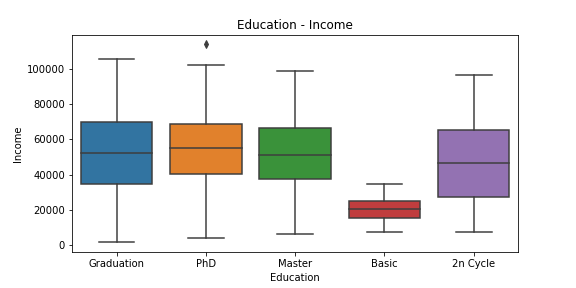 Education - Income
Income
100000
80000
60000
40000
20000
0
Graduation PhD Master Basic 2n Cycle
Education